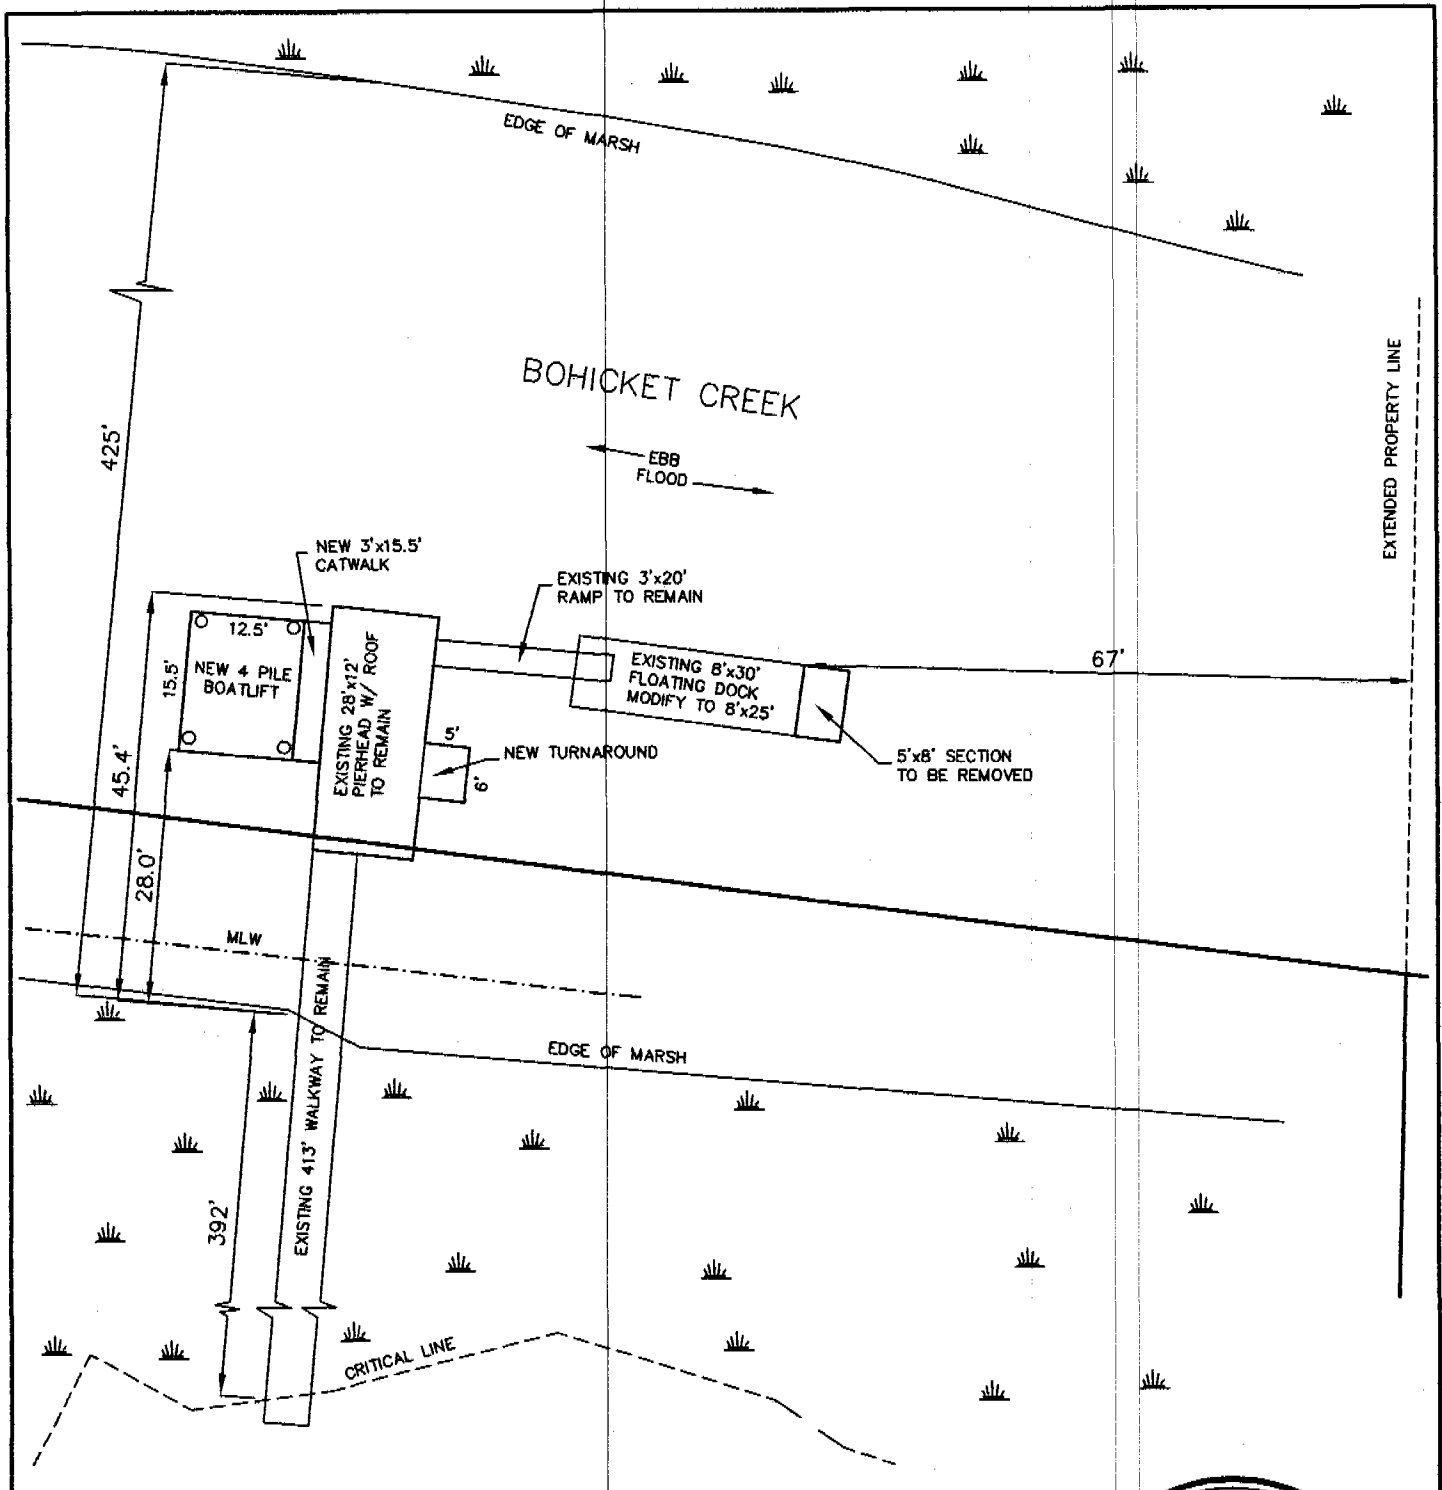 EDGE OF MARSH
BOHICKET CREEK
EBB
FLOOD
EXTENDED PROPERTY LINE
425'
NEW 3'x15.5'
CATWALK
EXISTING 3'x20'
RAMP TO REMAIN
12.5'
15.5'
NEW 4 PILE
BOATLIFT
EXISTING 28'x12'
PIERHEAD W/ ROOF
TO REMAIN
EXISTING 8'x30'
FLOATING DOCK
MODIFY TO 8'x25'
67'
5'
6'
NEW TURNAROUND
5'x8' SECTION
TO BE REMOVED
45.4'
28.0'
MLW
EXISTING 413' WALKWAY TO REMAIN
EDGE OF MARSH
392'
CRITICAL LINE